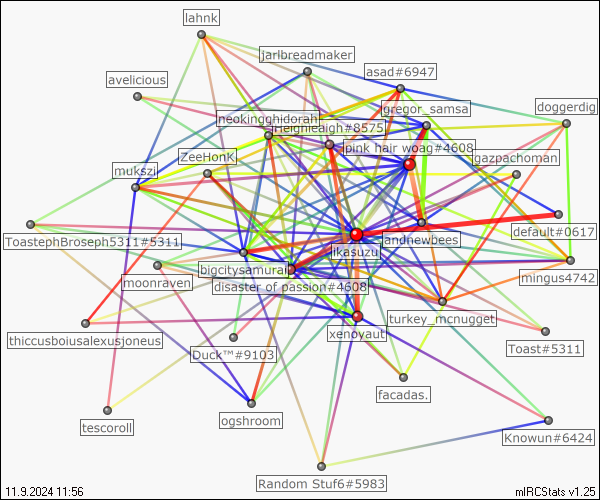 lahnk
jarlbreadmaker
asad#6947
avelicious
gregor_samsa
doggerdig
neokingghidorah
Heighleaigh#8575
pink hair woag#4608
ZeeHonK
gazpachoman
mukszi
default#0617
ToastephBroseph5311#5311
landnewbees
ikasuzu
bigcitysamurai
mingus4742
moonraven
disaster of passion#4608
turkey_mcnugget
xenoyaut
thiccusboiusalexusjoneus
Duck™#9103
Toast#5311
facadas.
tescoroll
ogshroom
Knowun#6424
Random Stuf6#5983
11.9.2024 11:56
mIRCStats v1.25